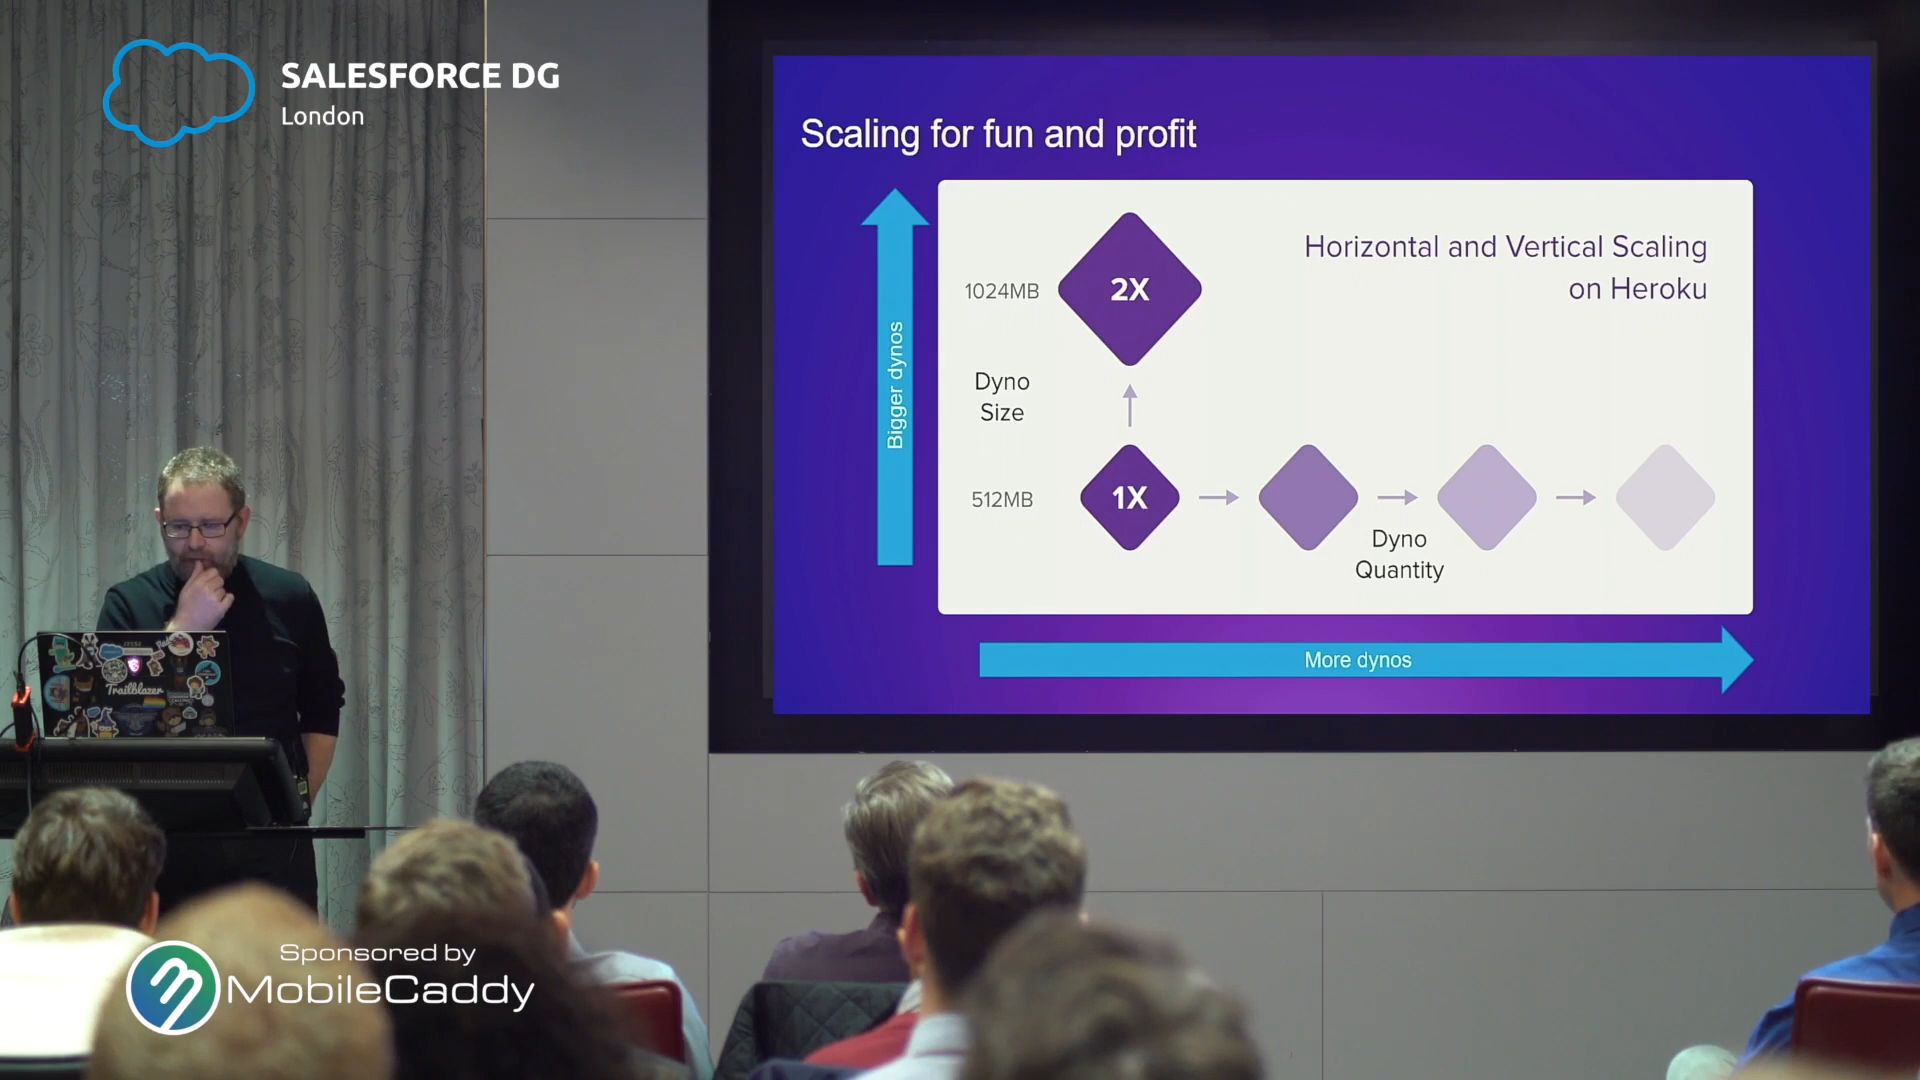 SALESFORCE DG
London
Scaling for fun and profit
Horizontal and Vertical Scaling
on Heroku
1024MB
2X
Bigger dynos
Dyno
Size
512MB
1X
Dyno
Quantity
More dynos
Trailblazer
Sponsored by
MobileCaddy